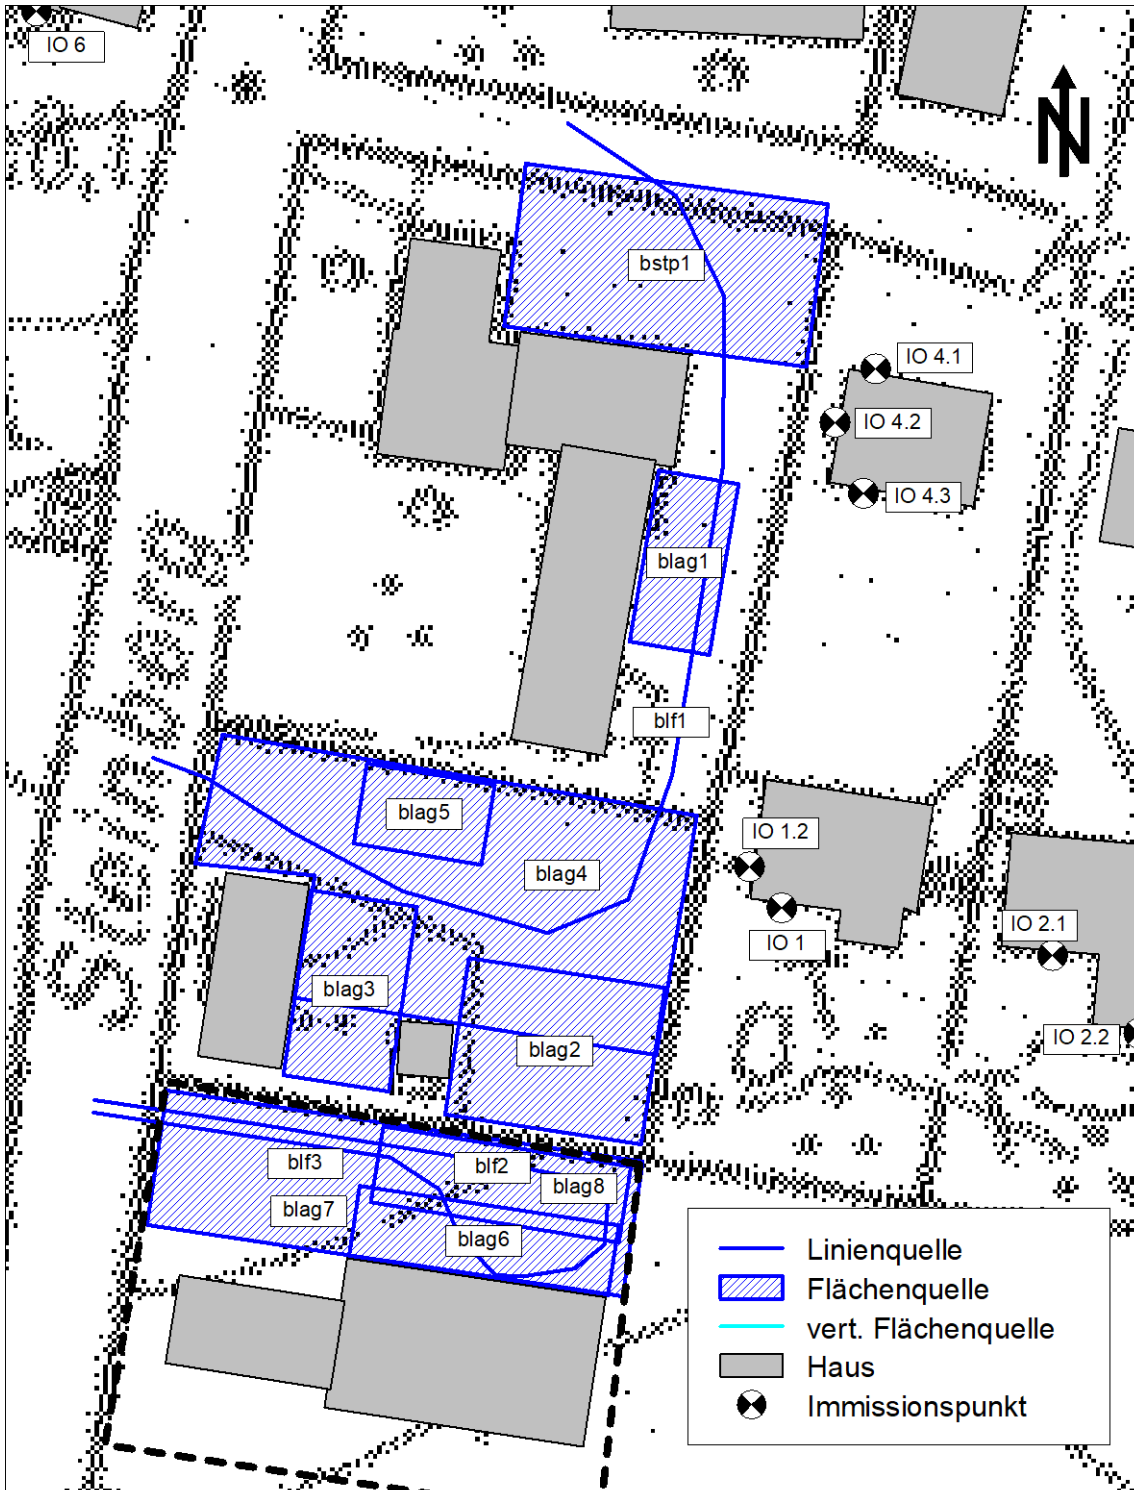 IO 6
N
bstp1
IO 4.1
IO 4.2
IO 4.3
blag1
blf1
blag5
blag4
IO 1.2
IO 1
IO 2.1
IO 2.2
blag3
blag2
blf3
blf2
blag8
blag7
blag6
Linienquelle
Flächenquelle
vert. Flächenquelle
Haus
Immissionspunkt